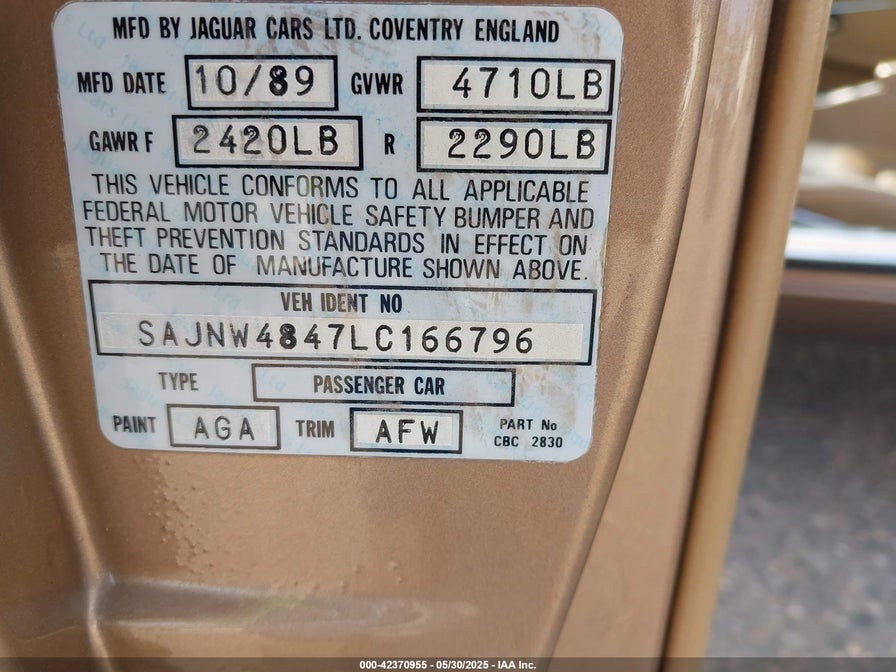 MFD BY JAGUAR CARS LTD. COVENTRY ENGLAND
MFD DATE 10/89 GVWR 4710LB
GAWR F 2420LB R 2290LB
THIS VEHICLE CONFORMS TO ALL APPLICABLE
FEDERAL MOTOR VEHICLE SAFETY BUMPER AND
THEFT PREVENTION STANDARDS IN EFFECT ON
THE DATE OF MANUFACTURE SHOWN ABOVE.
VEH IDENT NO
SAJNW4847LC166796
TYPE PASSENGER CAR
PAINT AGA TRIM AFW PART No
CBC 2830
000-42370955 - 05/30/2025 - IAA Inc.